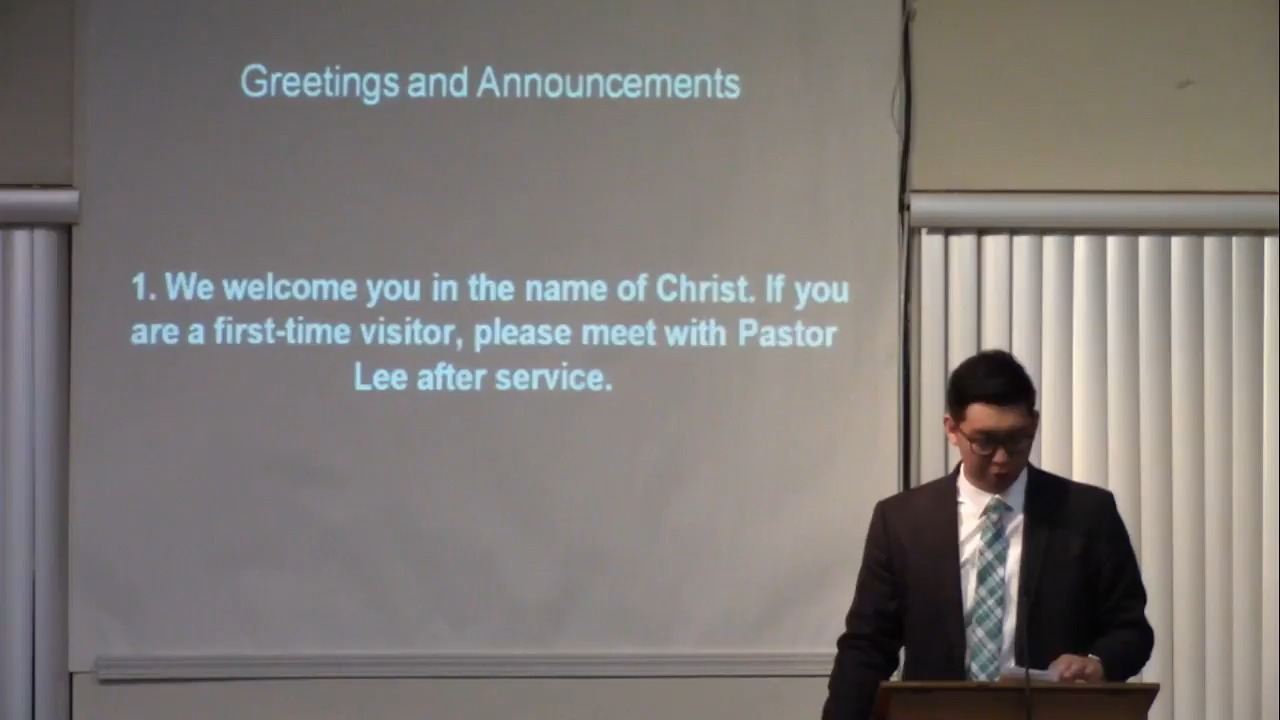 Greetings and Announcements
1. We welcome you in the name of Christ. If you
are a first-time visitor, please meet with Pastor
Lee after service.